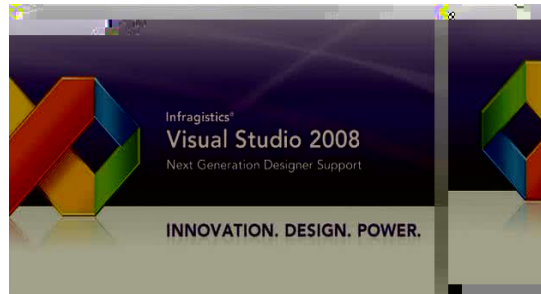 Infragistics®
Visual Studio 2008
Next Generation Designer Support
INNOVATION. DESIGN. POWER.